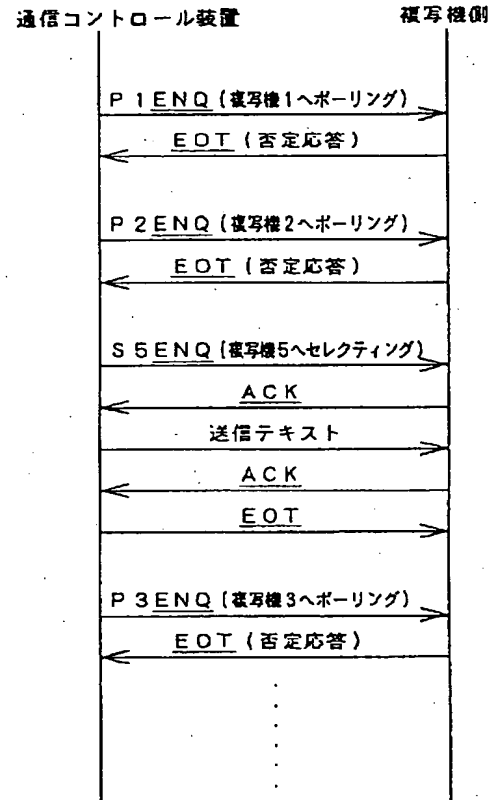 通信コントロール装置 複写機側
P1ENQ(複写機1へポーリング)
EOT(否定応答)
P2ENQ(複写機2へポーリング)
EOT(否定応答)
S5ENQ(複写機5へセレクティング)
ACK
送信テキスト
ACK
EOT
P3ENQ(複写機3へポーリング)
EOT(否定応答)